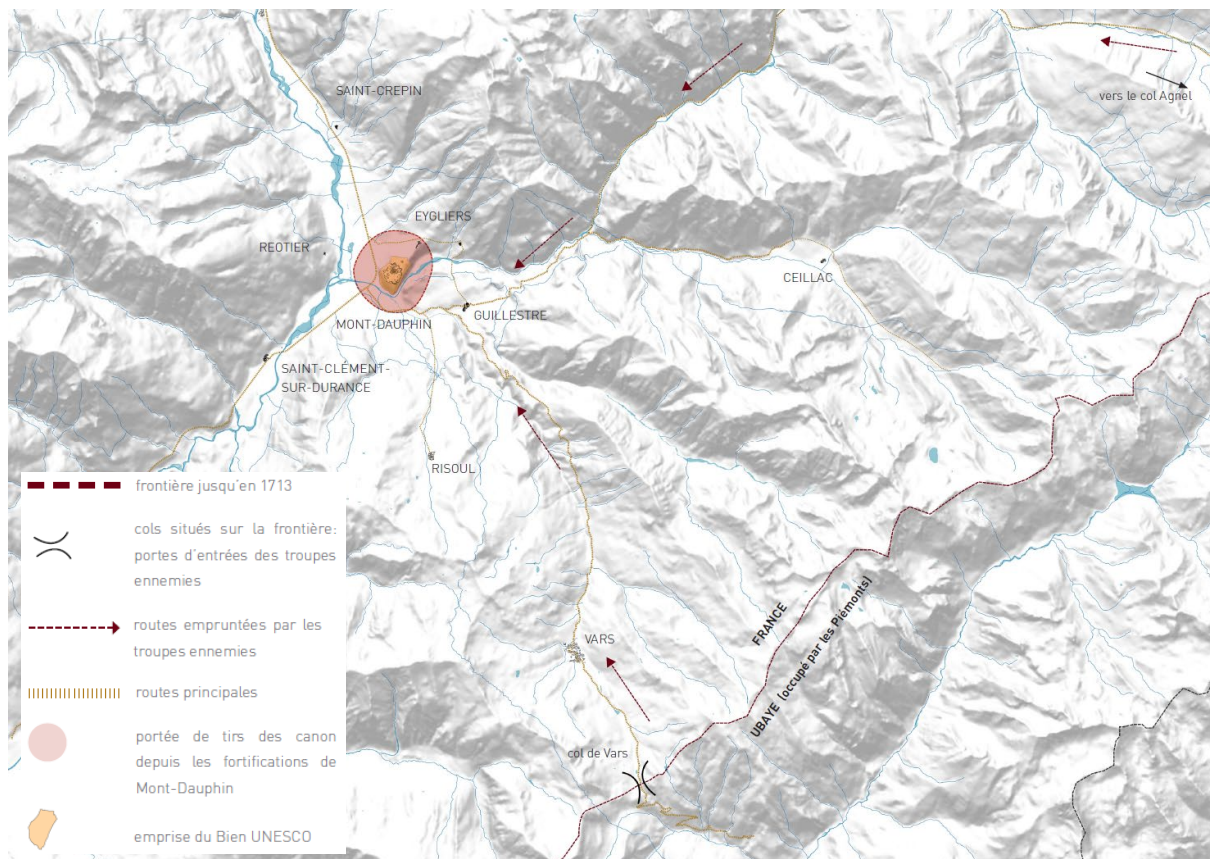 vers le col Agnel
SAINT-CREPIN
EYGLIERS
REOTIER
CEILLAC
GUILLESTRE
MONT-DAUPHIN
SAINT-CLÉMENT-
SUR-DURANCE
RISOUL
FRANCE
UBAYE (occupé par les Piémonts)
VARS
col de Vars
frontière jusqu'en 1713
cols situés sur la frontière:
portes d'entrées des troupes
ennemies
routes empruntées par les
troupes ennemies
routes principales
portée de tirs des canon
depuis les fortifications de
Mont-Dauphin
emprise du Bien UNESCO